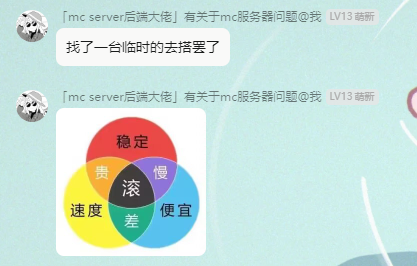 「mc server后端大佬」有关于mc服务器问题@我 LV13 萌新
找了一台临时的去搭罢了
「mc server后端大佬」有关于mc服务器问题@我 LV13 萌新
稳定
贵 慢
滚
速度 便宜
差